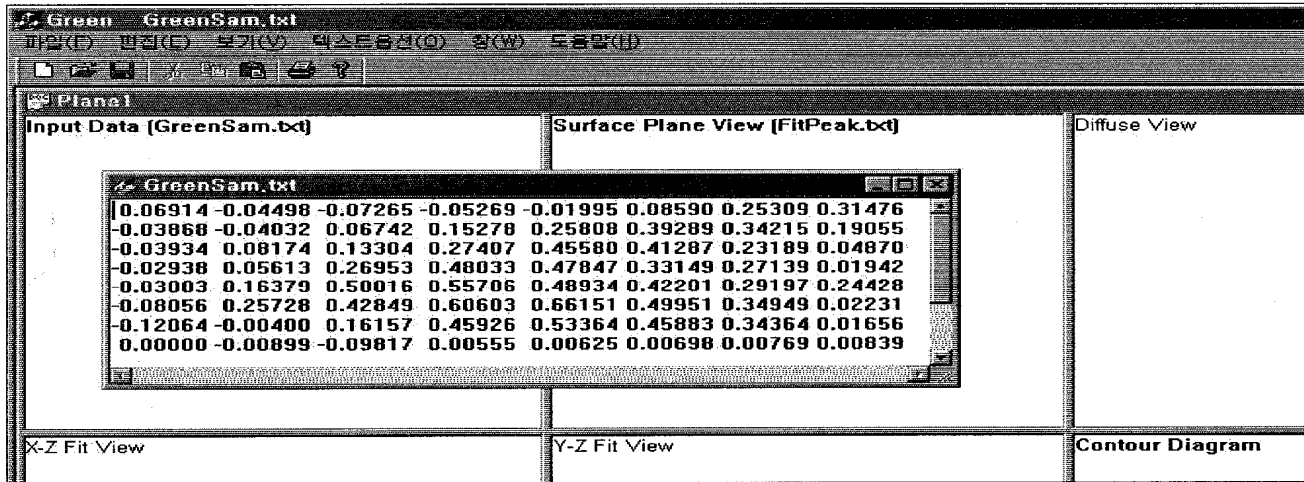 Green GreenSam.txt
파일(F) 편집(E) 보기(V) 텍스트옵션(O) 창(W) 도움말(H)
Plane1
Input Data (GreenSam.txt)
Surface Plane View (FitPeak.txt)
Diffuse View
GreenSam.txt
0.06914 -0.04498 -0.07265 -0.05269 -0.01995 0.08590 0.25309 0.31476
-0.03868 -0.04032 0.06742 0.15278 0.25808 0.39289 0.34215 0.19055
-0.03934 0.08174 0.13304 0.27407 0.45580 0.41287 0.23189 0.04870
-0.02938 0.05613 0.26953 0.48033 0.47847 0.33149 0.27139 0.01942
-0.03003 0.16379 0.50016 0.55706 0.48934 0.42201 0.29197 0.24428
-0.08056 0.25728 0.42849 0.60603 0.66151 0.49951 0.34949 0.02231
-0.12064 -0.00400 0.16157 0.45926 0.53364 0.45883 0.34364 0.01656
0.00000 -0.00899 -0.09817 0.00555 0.00625 0.00698 0.00769 0.00839
X-Z Fit View
Y-Z Fit View
Contour Diagram